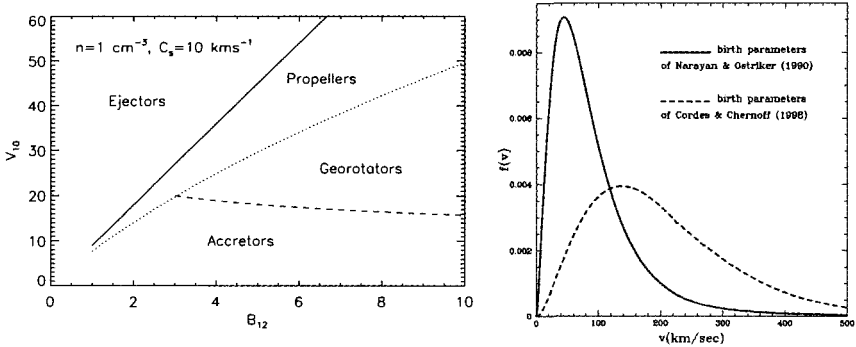 60
50
40
30
20
10
0
V₁₀
n=1 cm⁻³, Cₛ=10 kms⁻¹
Ejectors
Propellers
Georotators
Accretors
0 2 4 6 8 10
B₁₂
0.008
0.006
0.004
0.002
0
f(v)
birth parameters
of Narayan & Ostriker (1990)
birth parameters
of Cordes & Chernoff (1998)
0 100 200 300 400 500
v(km/sec)